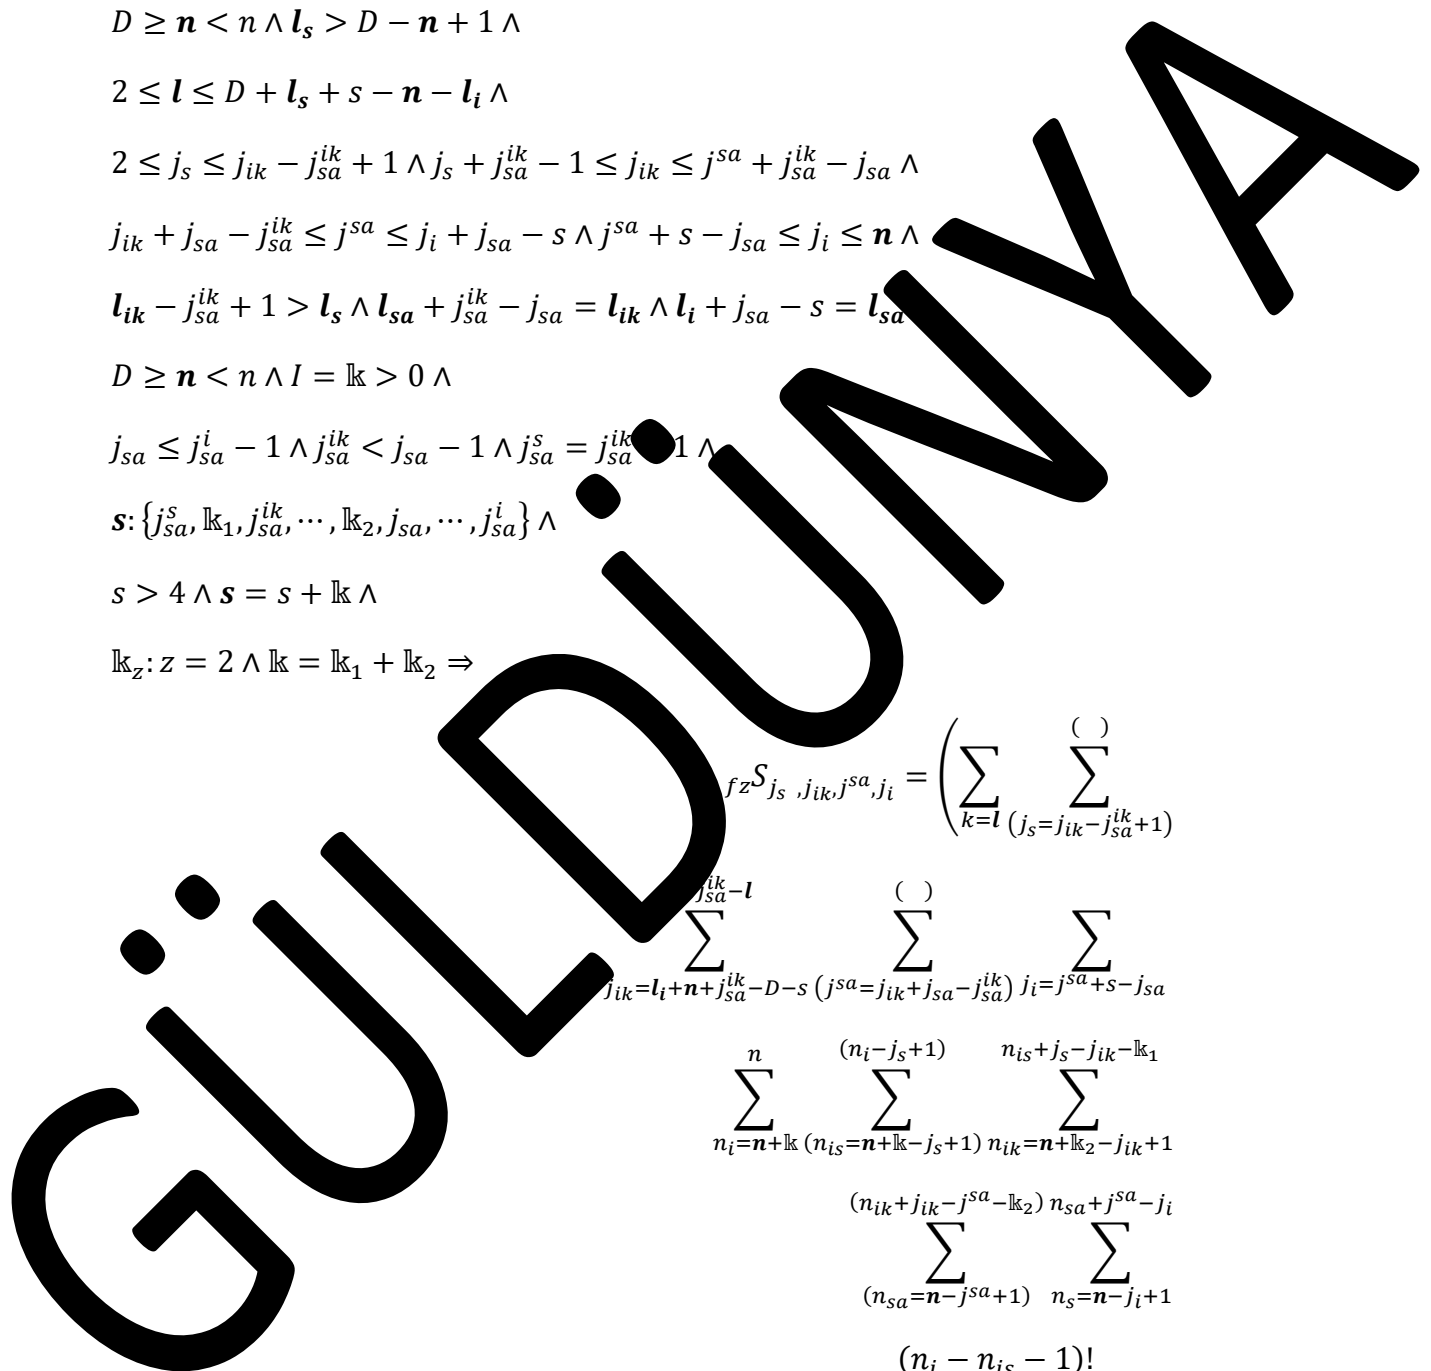 D ≥ 𝒏 < n ∧ 𝒍ₛ > D − 𝒏 + 1 ∧
2 ≤ 𝒍 ≤ D + 𝒍ₛ + s − 𝒏 − 𝒍ᵢ ∧
2 ≤ j_s ≤ j_{ik} − j_{sa}^{ik} + 1 ∧ j_s + j_{sa}^{ik} − 1 ≤ j_{ik} ≤ j^{sa} + j_{sa}^{ik} − j_{sa} ∧
j_{ik} + j_{sa} − j_{sa}^{ik} ≤ j^{sa} ≤ j_i + j_{sa} − s ∧ j^{sa} + s − j_{sa} ≤ j_i ≤ 𝒏 ∧
𝒍_{ik} − j_{sa}^{ik} + 1 > 𝒍_s ∧ 𝒍_{sa} + j_{sa}^{ik} − j_{sa} = 𝒍_{ik} ∧ 𝒍_i + j_{sa} − s = 𝒍_{sa}
D ≥ 𝒏 < n ∧ I = 𝕜 > 0 ∧
j_{sa} ≤ j_{sa}^{i} − 1 ∧ j_{sa}^{ik} < j_{sa} − 1 ∧ j_{sa}^{s} = j_{sa}^{ik} 1 ∧
𝒔: {j_{sa}^{s}, 𝕜_1, j_{sa}^{ik}, ⋯, 𝕜_2, j_{sa}, ⋯, j_{sa}^{i}} ∧
s > 4 ∧ 𝒔 = s + 𝕜 ∧
𝕜_z: z = 2 ∧ 𝕜 = 𝕜_1 + 𝕜_2 ⇒
_{fz}S_{j_s ,j_{ik},j^{sa},j_i} = ( ∑_{k=𝒍} ∑_{(j_s=j_{ik}−j_{sa}^{ik}+1)}^{( )}
∑_{j_{ik}=𝒍_i+𝒏+j_{sa}^{ik}−D−s}^{j_{sa}^{ik}−𝒍} ∑_{(j^{sa}=j_{ik}+j_{sa}−j_{sa}^{ik})}^{( )} ∑_{j_i=j^{sa}+s−j_{sa}}
∑_{n_i=𝒏+𝕜}^{n} ∑_{(n_{is}=𝒏+𝕜−j_s+1)}^{(n_i−j_s+1)} ∑_{n_{ik}=𝒏+𝕜_2−j_{ik}+1}^{n_{is}+j_s−j_{ik}−𝕜_1}
∑_{(n_{sa}=𝒏−j^{sa}+1)}^{(n_{ik}+j_{ik}−j^{sa}−𝕜_2)} ∑_{n_s=𝒏−j_i+1}^{n_{sa}+j^{sa}−j_i}
(n_i − n_{is} − 1)!
GÜLDÜNYA